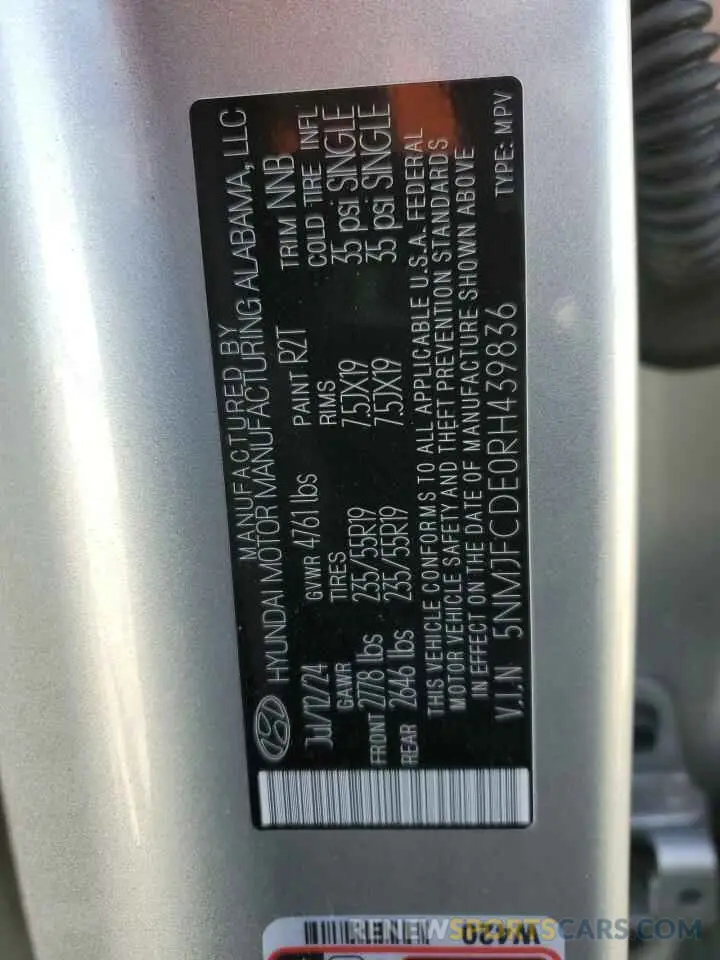 MANUFACTURED BY
HYUNDAI MOTOR MANUFACTURING ALABAMA, LLC
Jul/12/24 GVWR 4761 lbs PAINT R2T TRIM NNB
GAWR TIRES RIMS COLD TIRE INFL
FRONT 2778 lbs 235/55R19 7.5JX19 35 psi SINGLE
REAR 2646 lbs 235/55R19 7.5JX19 35 psi SINGLE
THIS VEHICLE CONFORMS TO ALL APPLICABLE U.S.A. FEDERAL
MOTOR VEHICLE SAFETY AND THEFT PREVENTION STANDARDS
IN EFFECT ON THE DATE OF MANUFACTURE SHOWN ABOVE
V.I.N 5NMJFCDE0RH439836 TYPE: MPV
W420
RENEWSPORTSCARS.COM